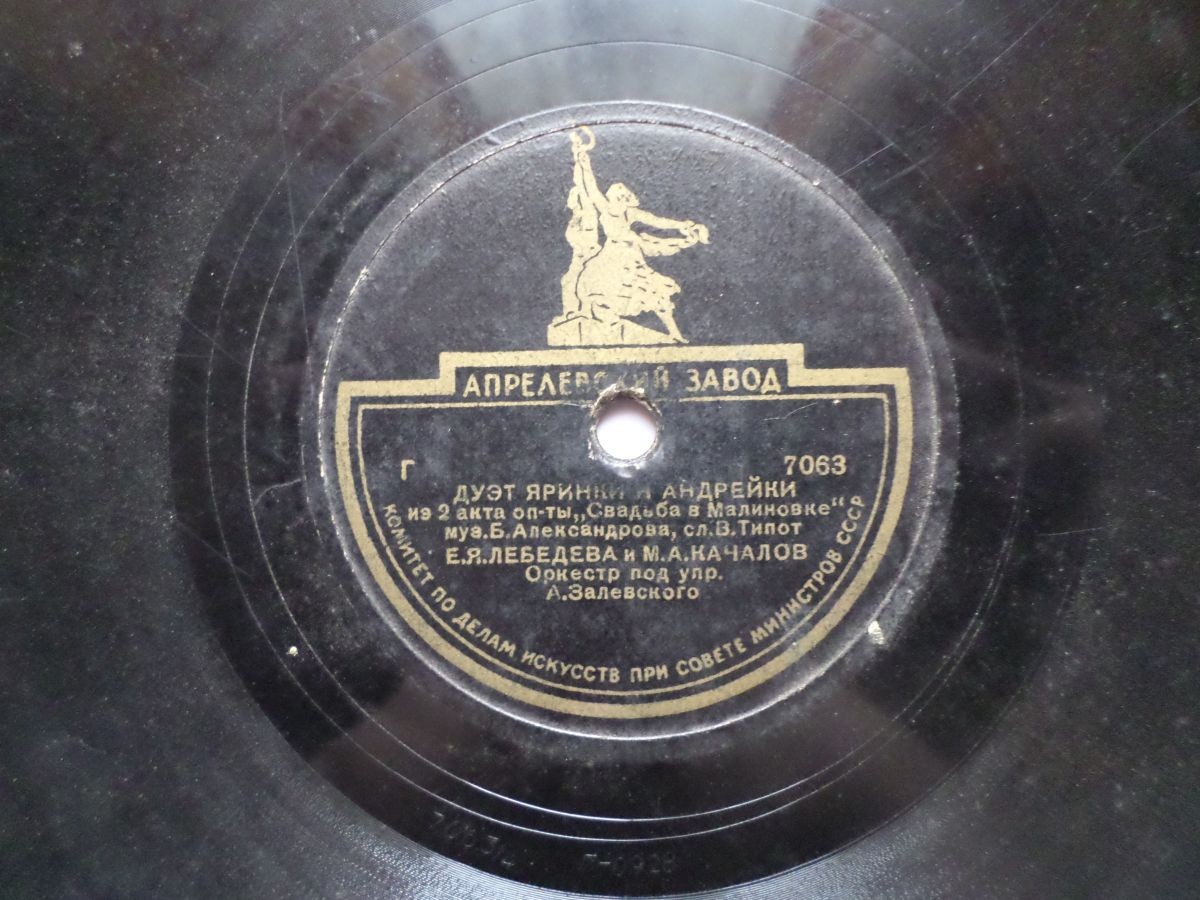 АПРЕЛЕВСКИЙ ЗАВОД
Г 7063
ДУЭТ ЯРИНКИ И АНДРЕЙКИ
из 2 акта оп-ты „Свадьба в Малиновке"
муз. Б. Александрова, сл. В. Типот
Е.Я.ЛЕБЕДЕВА и М.А.КАЧАЛОВ
Оркестр под упр.
А.Залевского
КОМИТЕТ ПО ДЕЛАМ ИСКУССТВ ПРИ СОВЕТЕ МИНИСТРОВ СССР